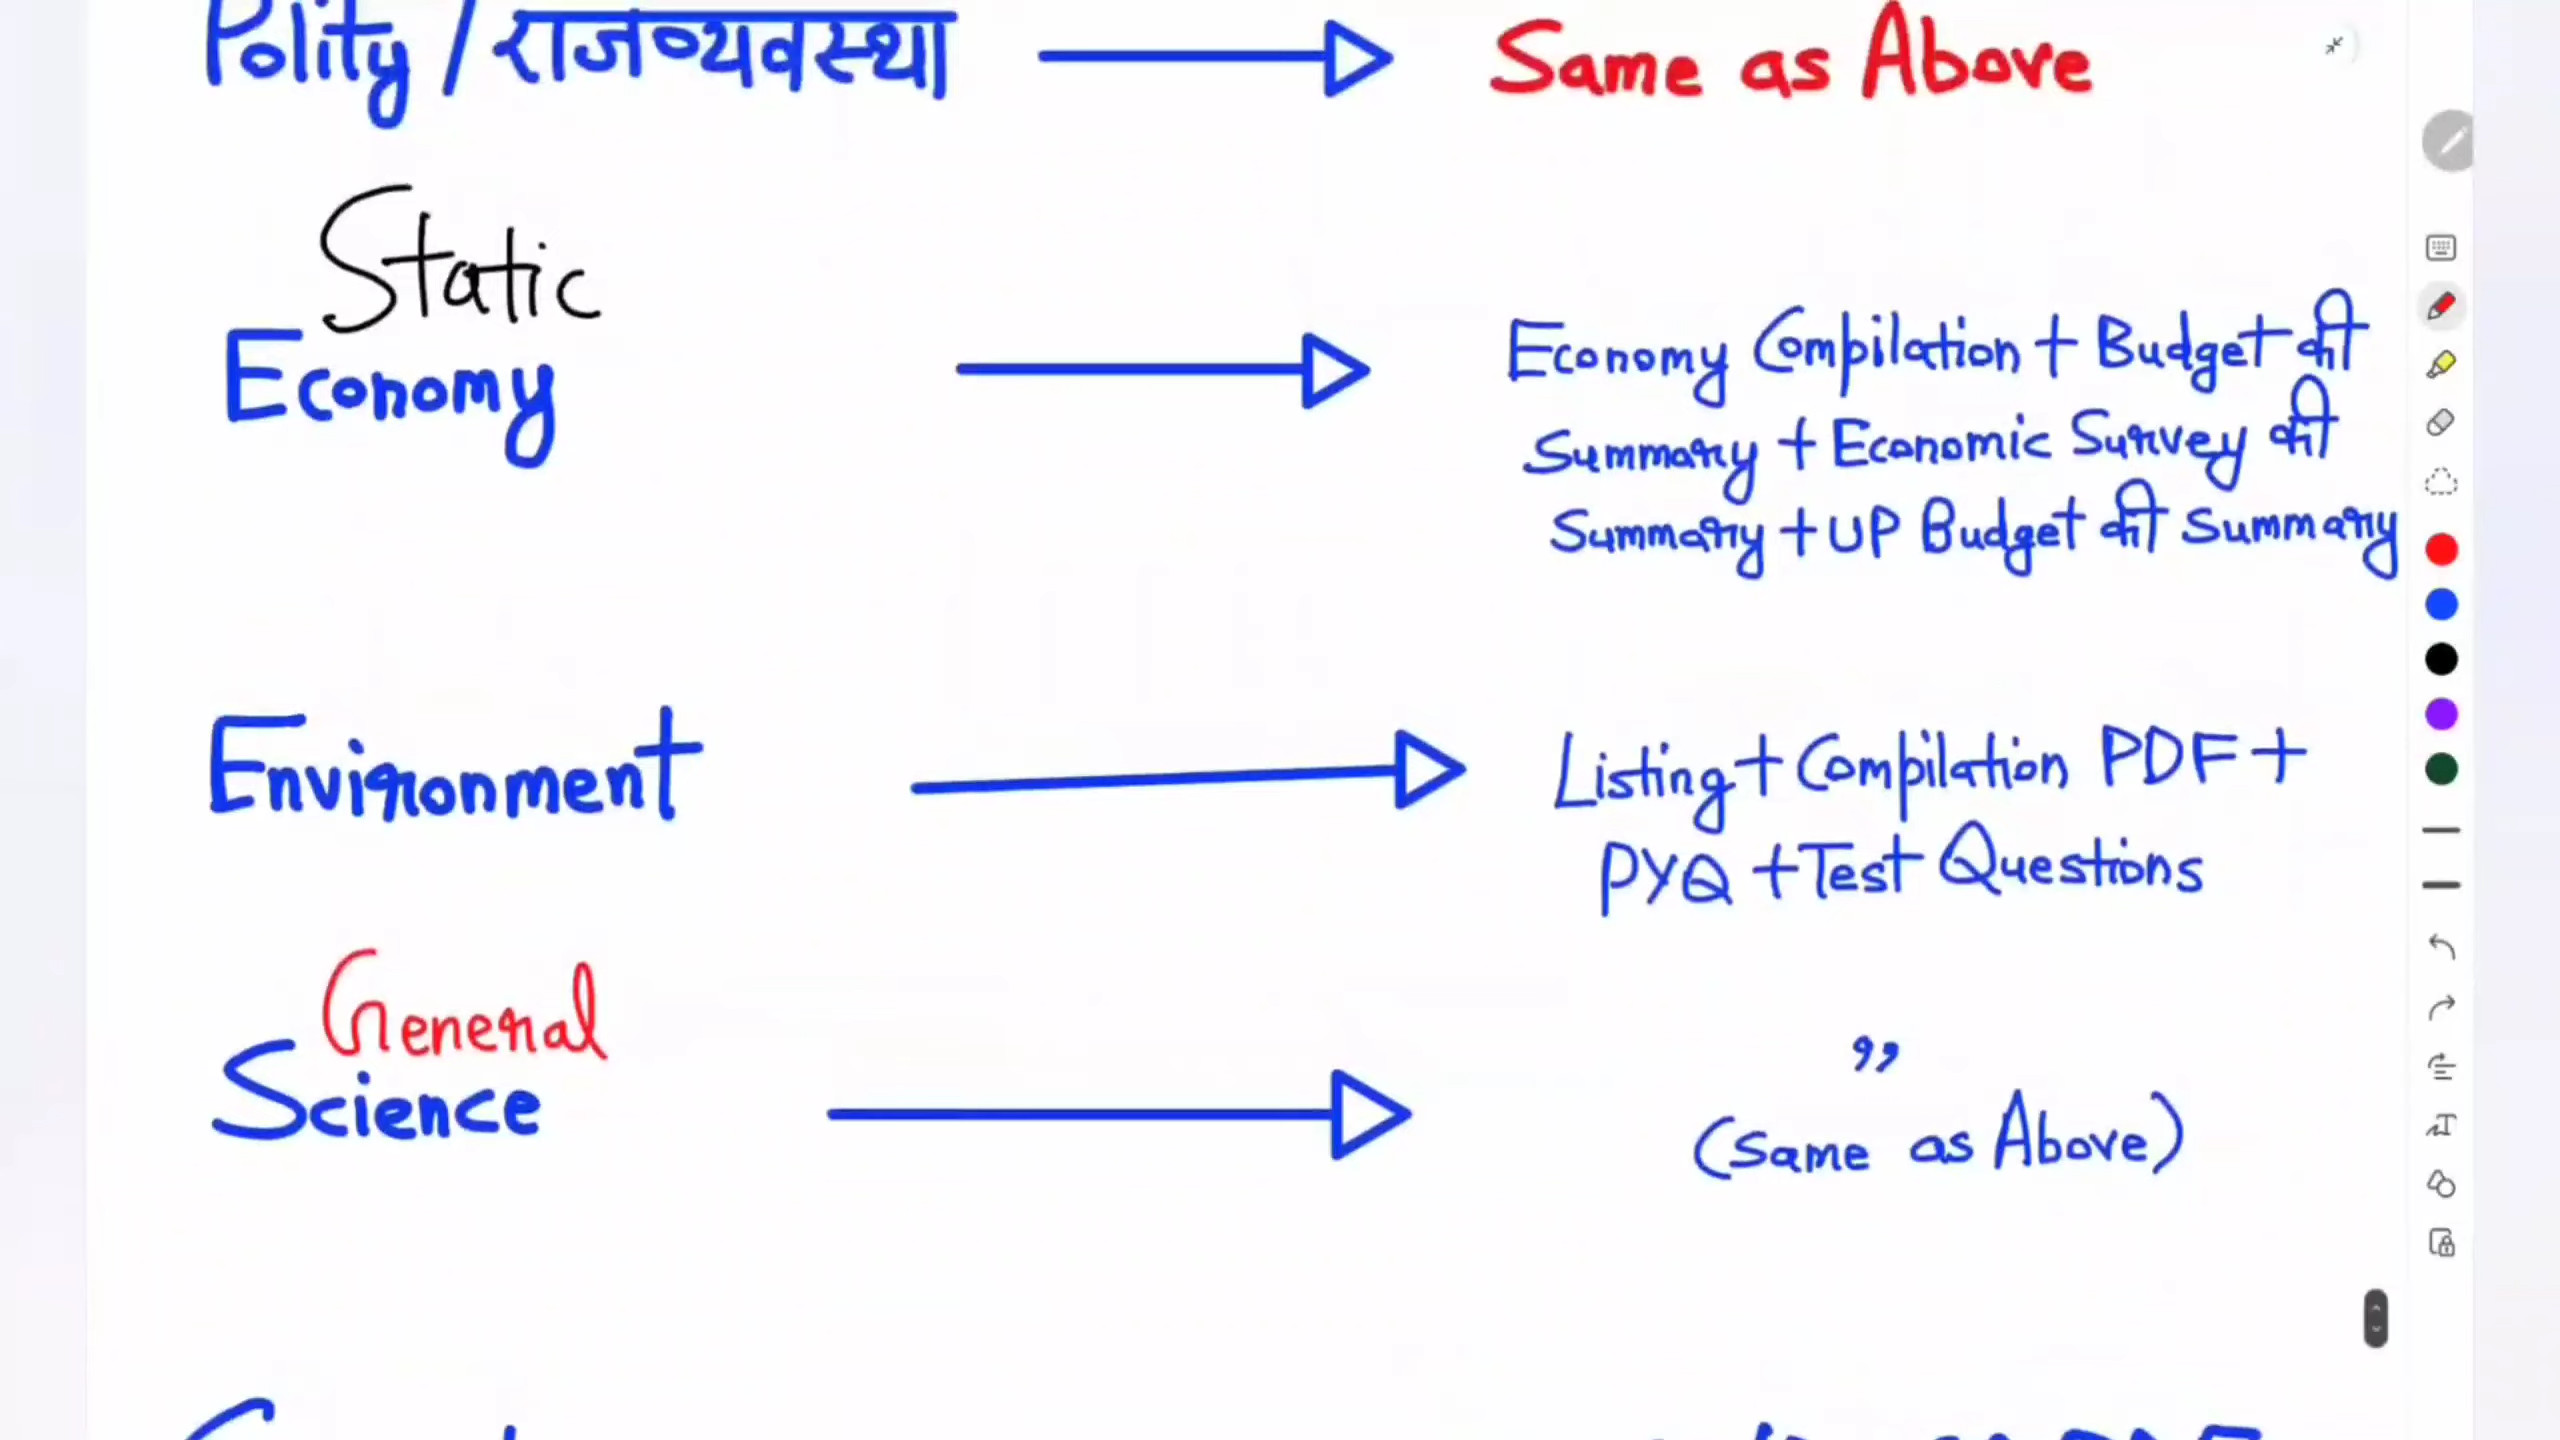 Polity / राजव्यवस्था
Same as Above
Static
Economy
Economy Compilation + Budget की
Summary + Economic Survey की
Summary + UP Budget की Summary
Environment
Listing + Compilation PDF +
PYQ + Test Questions
General
Science
,,
(Same as Above)